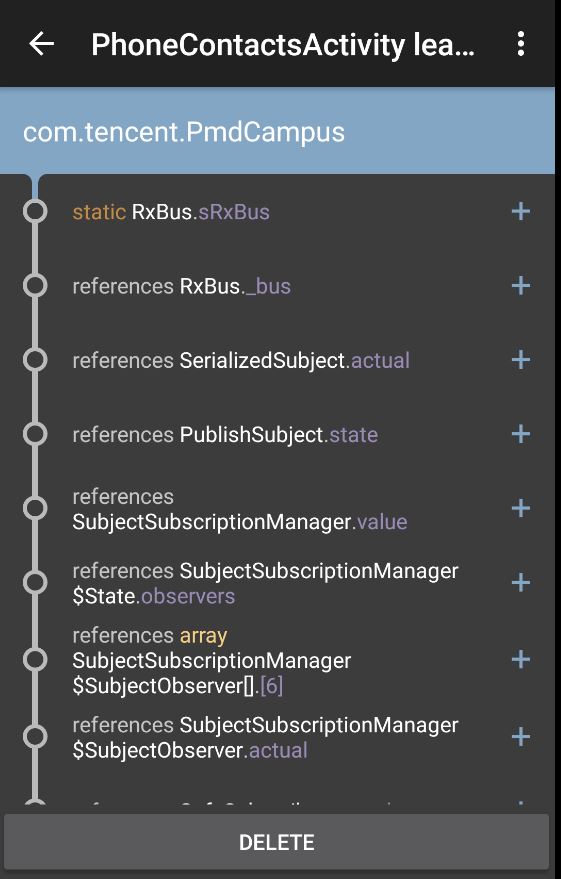 PhoneContactsActivity lea...
com.tencent.PmdCampus
static RxBus.sRxBus
references RxBus._bus
references SerializedSubject.actual
references PublishSubject.state
references
SubjectSubscriptionManager.value
references SubjectSubscriptionManager
$State.observers
references array
SubjectSubscriptionManager
$SubjectObserver[].[6]
references SubjectSubscriptionManager
$SubjectObserver.actual
DELETE